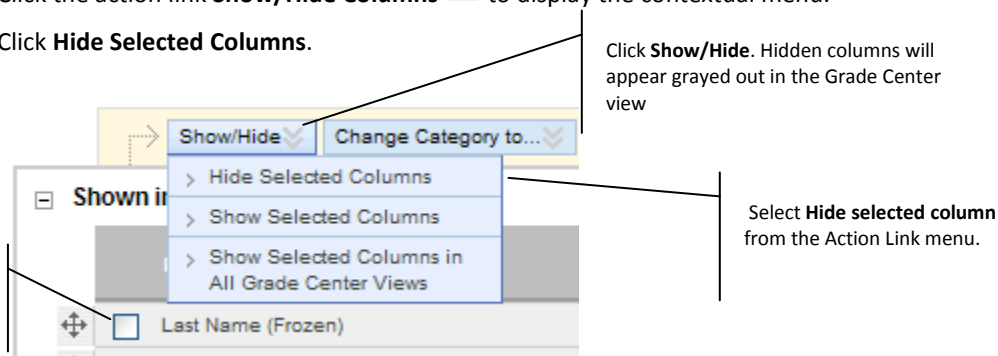 Click the action link Show/Hide Columns to display the contextual menu.
Click Hide Selected Columns.
Click Show/Hide. Hidden columns will
appear grayed out in the Grade Center
view
Show/Hide
Change Category to...
> Hide Selected Columns
> Show Selected Columns
> Show Selected Columns in
All Grade Center Views
Shown in
Select Hide selected column
from the Action Link menu.
Last Name (Frozen)